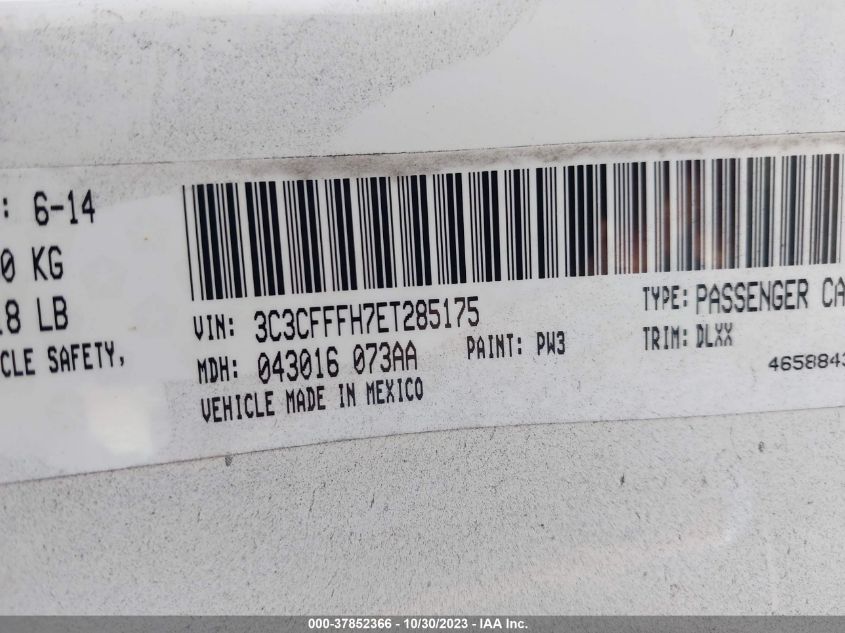 : 6-14
0 KG
.8 LB
CLE SAFETY,
VIN: 3C3CFFFH7ET285175
TYPE: PASSENGER CA
MDH: 043016 073AA
PAINT: PW3
TRIM: DLXX
VEHICLE MADE IN MEXICO
4658843
000-37852366 - 10/30/2023 - IAA Inc.